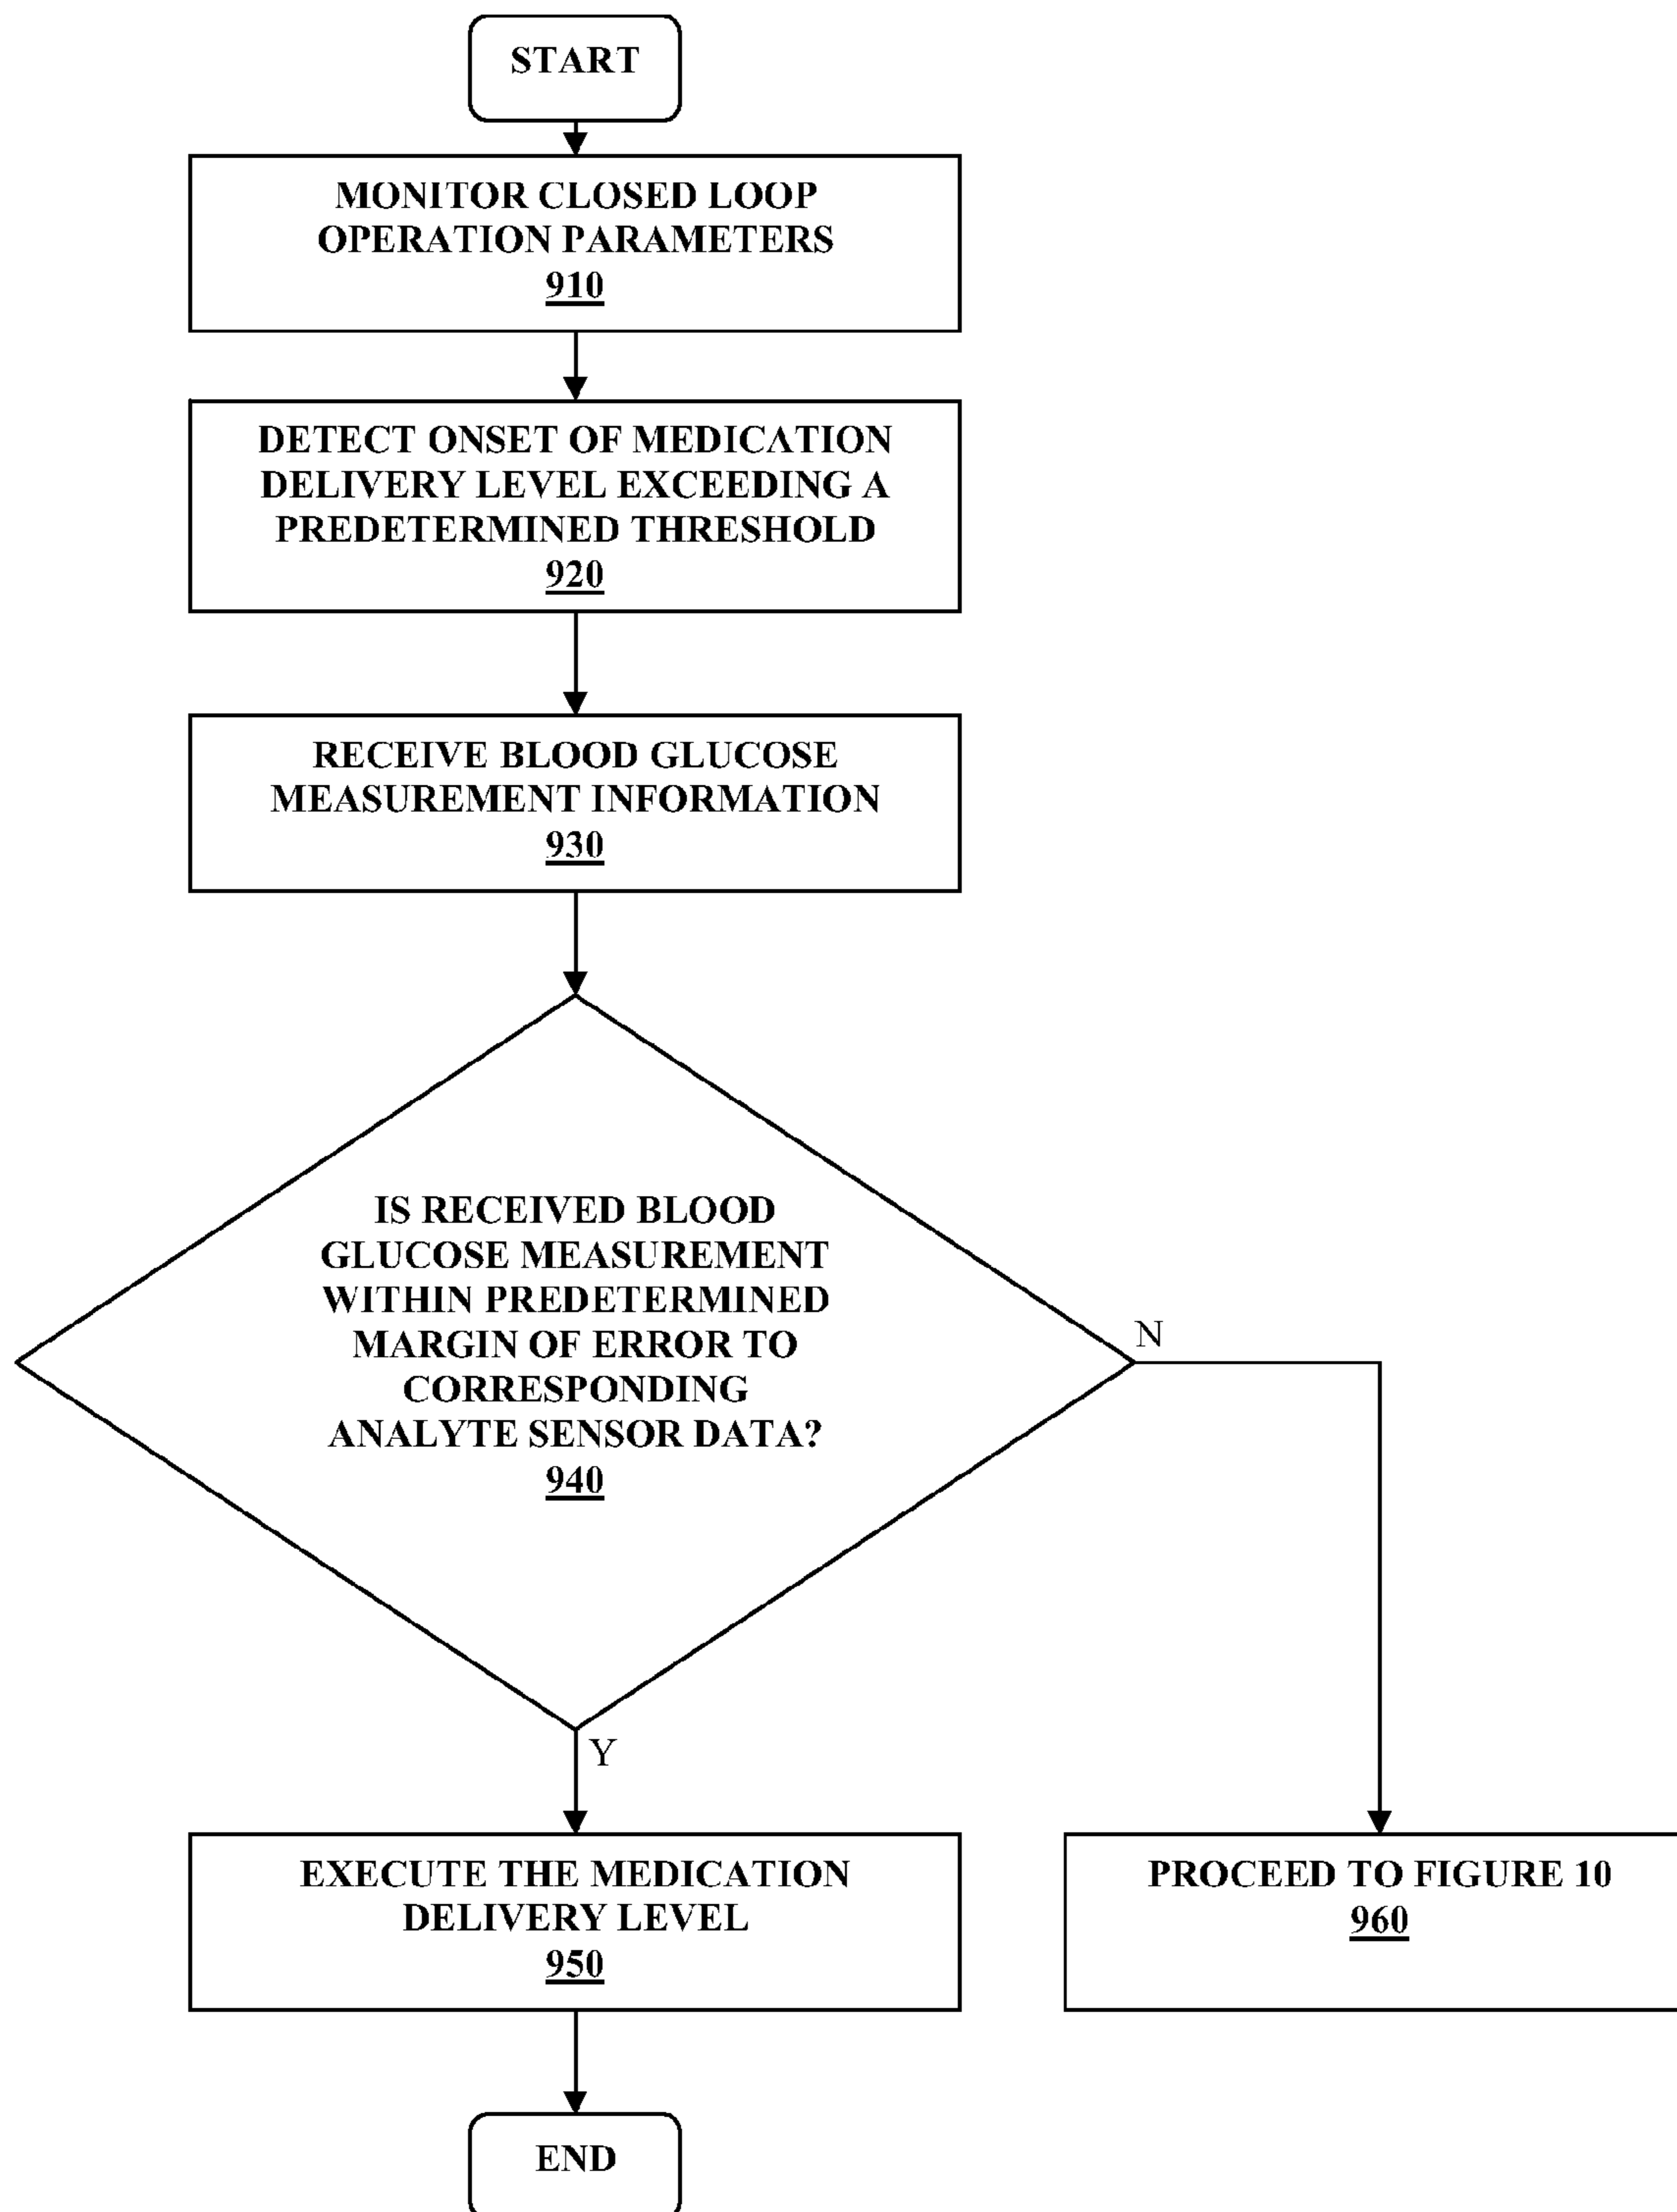 START
MONITOR CLOSED LOOP
OPERATION PARAMETERS
910
DETECT ONSET OF MEDICATION
DELIVERY LEVEL EXCEEDING A
PREDETERMINED THRESHOLD
920
RECEIVE BLOOD GLUCOSE
MEASUREMENT INFORMATION
930
IS RECEIVED BLOOD
GLUCOSE MEASUREMENT
WITHIN PREDETERMINED
MARGIN OF ERROR TO
CORRESPONDING
ANALYTE SENSOR DATA?
940
N
Y
EXECUTE THE MEDICATION
DELIVERY LEVEL
950
PROCEED TO FIGURE 10
960
END